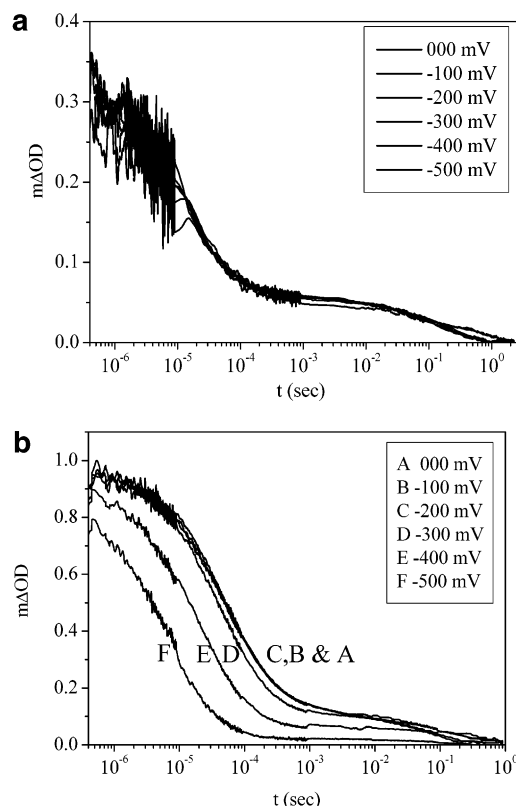 a
0.4
0.3
0.2
0.1
0.0
mΔOD
000 mV
-100 mV
-200 mV
-300 mV
-400 mV
-500 mV
10⁻⁶ 10⁻⁵ 10⁻⁴ 10⁻³ 10⁻² 10⁻¹ 10⁰
t (sec)
b
1.0
0.8
0.6
0.4
0.2
0.0
mΔOD
A 000 mV
B -100 mV
C -200 mV
D -300 mV
E -400 mV
F -500 mV
F E D C,B & A
10⁻⁶ 10⁻⁵ 10⁻⁴ 10⁻³ 10⁻² 10⁻¹ 10⁰
t (sec)